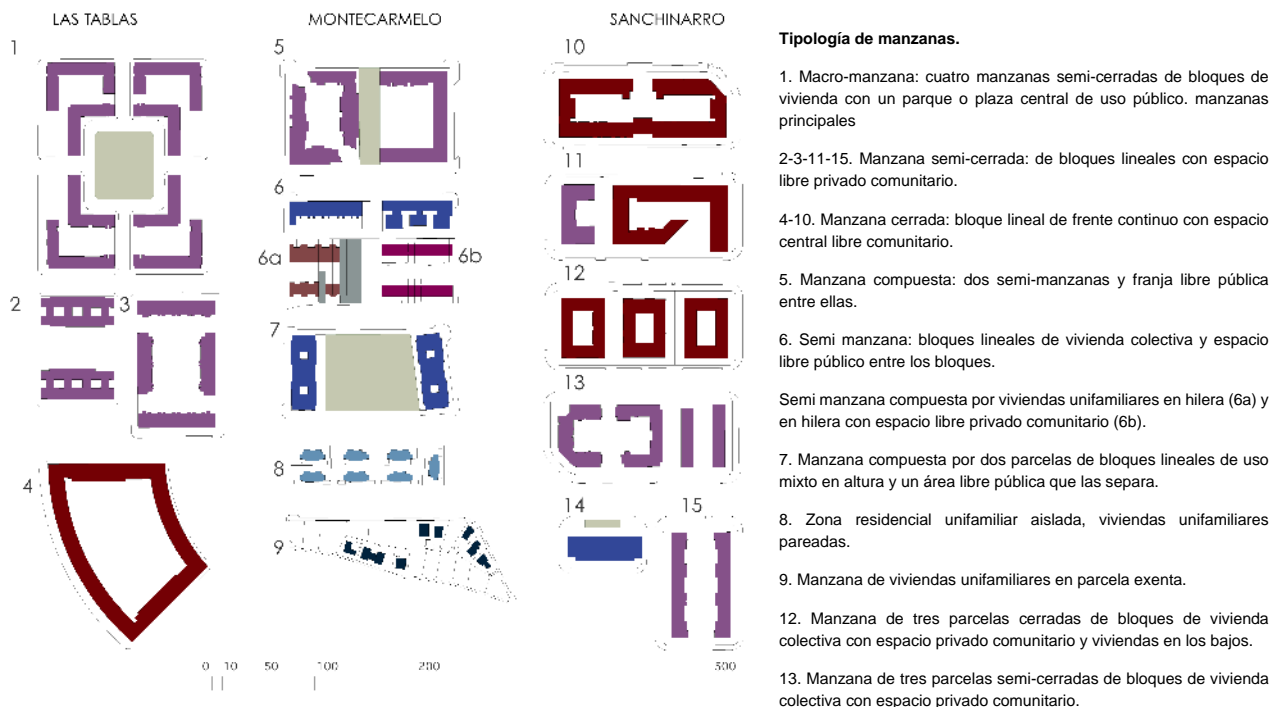 LAS TABLAS
MONTECARMELO
SANCHINARRO
1
2
3
4
5
6
6a
6b
7
8
9
10
11
12
13
14
15
0 10 50 100 200 300
Tipología de manzanas.
1. Macro-manzana: cuatro manzanas semi-cerradas de bloques de
vivienda con un parque o plaza central de uso público. manzanas
principales
2-3-11-15. Manzana semi-cerrada: de bloques lineales con espacio
libre privado comunitario.
4-10. Manzana cerrada: bloque lineal de frente continuo con espacio
central libre comunitario.
5. Manzana compuesta: dos semi-manzanas y franja libre pública
entre ellas.
6. Semi manzana: bloques lineales de vivienda colectiva y espacio
libre público entre los bloques.
Semi manzana compuesta por viviendas unifamiliares en hilera (6a) y
en hilera con espacio libre privado comunitario (6b).
7. Manzana compuesta por dos parcelas de bloques lineales de uso
mixto en altura y un área libre pública que las separa.
8. Zona residencial unifamiliar aislada, viviendas unifamiliares
pareadas.
9. Manzana de viviendas unifamiliares en parcela exenta.
12. Manzana de tres parcelas cerradas de bloques de vivienda
colectiva con espacio privado comunitario y viviendas en los bajos.
13. Manzana de tres parcelas semi-cerradas de bloques de vivienda
colectiva con espacio privado comunitario.